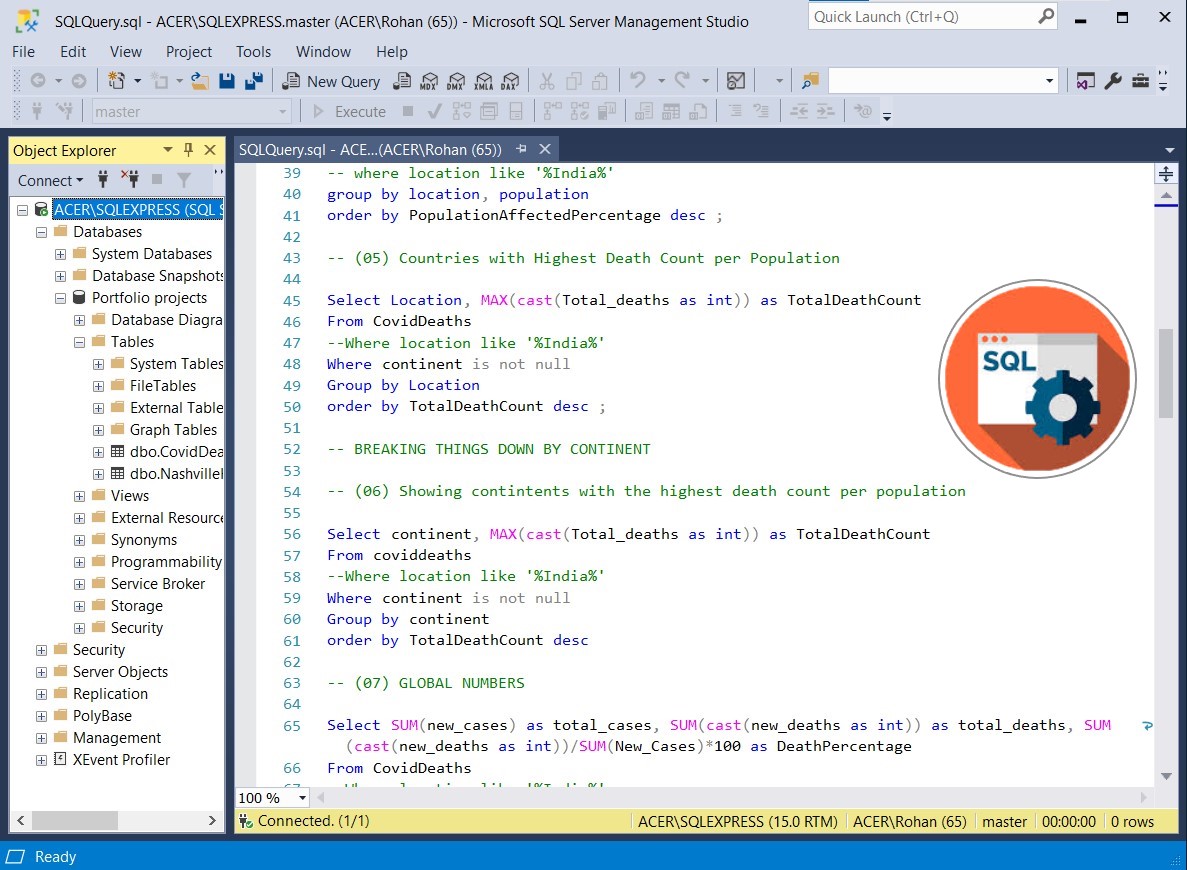 SQLQuery.sql - ACER\SQLEXPRESS.master (ACER\Rohan (65)) - Microsoft SQL Server Management Studio
Quick Launch (Ctrl+Q)
File Edit View Project Tools Window Help
New Query MDX DMX XMLA DAX
master Execute
Object Explorer
Connect
ACER\SQLEXPRESS (SQL S
Databases
System Databases
Database Snapshots
Portfolio projects
Database Diagra
Tables
System Tables
FileTables
External Table
Graph Tables
dbo.CovidDea
dbo.Nashville
Views
External Resource
Synonyms
Programmability
Service Broker
Storage
Security
Security
Server Objects
Replication
PolyBase
Management
XEvent Profiler
SQLQuery.sql - ACE...(ACER\Rohan (65))
39 -- where location like '%India%'
40 group by location, population
41 order by PopulationAffectedPercentage desc ;
42
43 -- (05) Countries with Highest Death Count per Population
44
45 Select Location, MAX(cast(Total_deaths as int)) as TotalDeathCount
46 From CovidDeaths
47 --Where location like '%India%'
48 Where continent is not null
49 Group by Location
50 order by TotalDeathCount desc ;
51
52 -- BREAKING THINGS DOWN BY CONTINENT
53
54 -- (06) Showing contintents with the highest death count per population
55
56 Select continent, MAX(cast(Total_deaths as int)) as TotalDeathCount
57 From coviddeaths
58 --Where location like '%India%'
59 Where continent is not null
60 Group by continent
61 order by TotalDeathCount desc
62
63 -- (07) GLOBAL NUMBERS
64
65 Select SUM(new_cases) as total_cases, SUM(cast(new_deaths as int)) as total_deaths, SUM
(cast(new_deaths as int))/SUM(New_Cases)*100 as DeathPercentage
66 From CovidDeaths
SQL
100 %
Connected. (1/1) ACER\SQLEXPRESS (15.0 RTM) ACER\Rohan (65) master 00:00:00 0 rows
Ready